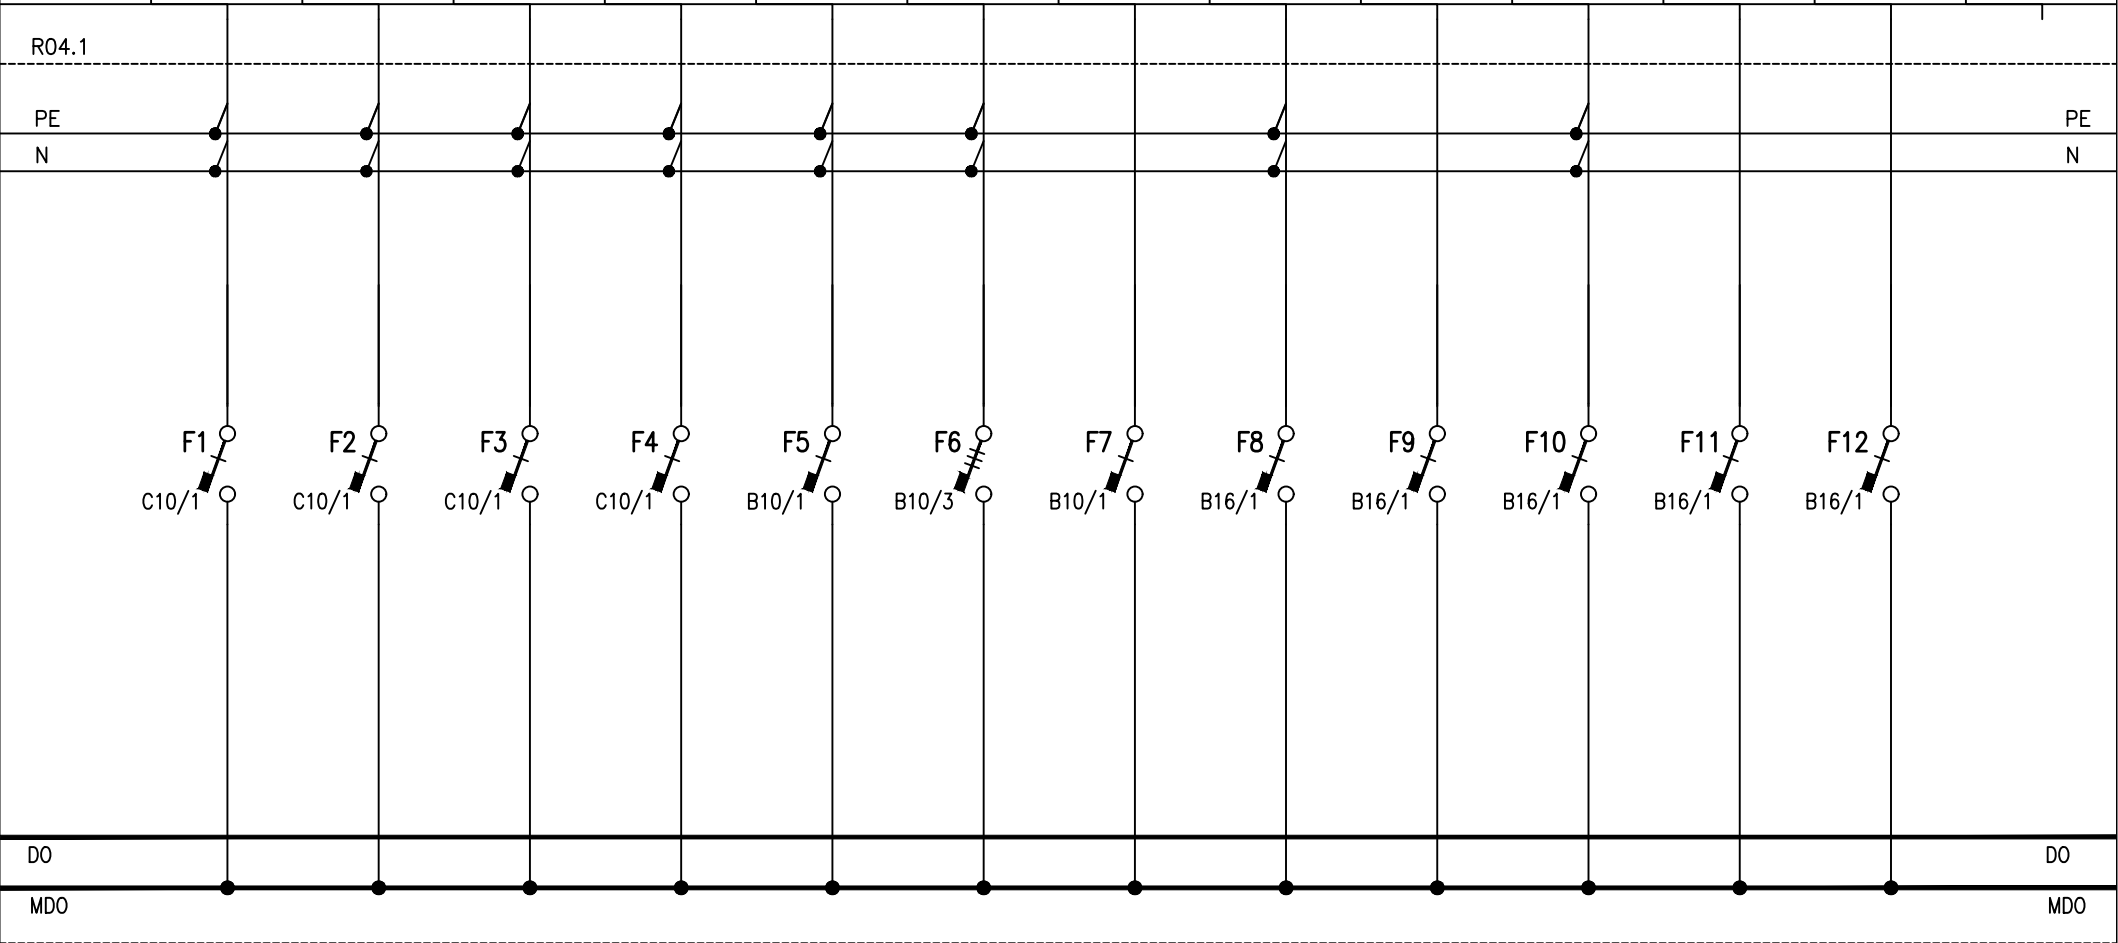 R04.1
PE PE
N N
F1 F2 F3 F4 F5 F6 F7 F8 F9 F10 F11 F12
C10/1 C10/1 C10/1 C10/1 B10/1 B10/3 B10/1 B16/1 B16/1 B16/1 B16/1 B16/1
DO DO
MDO MDO